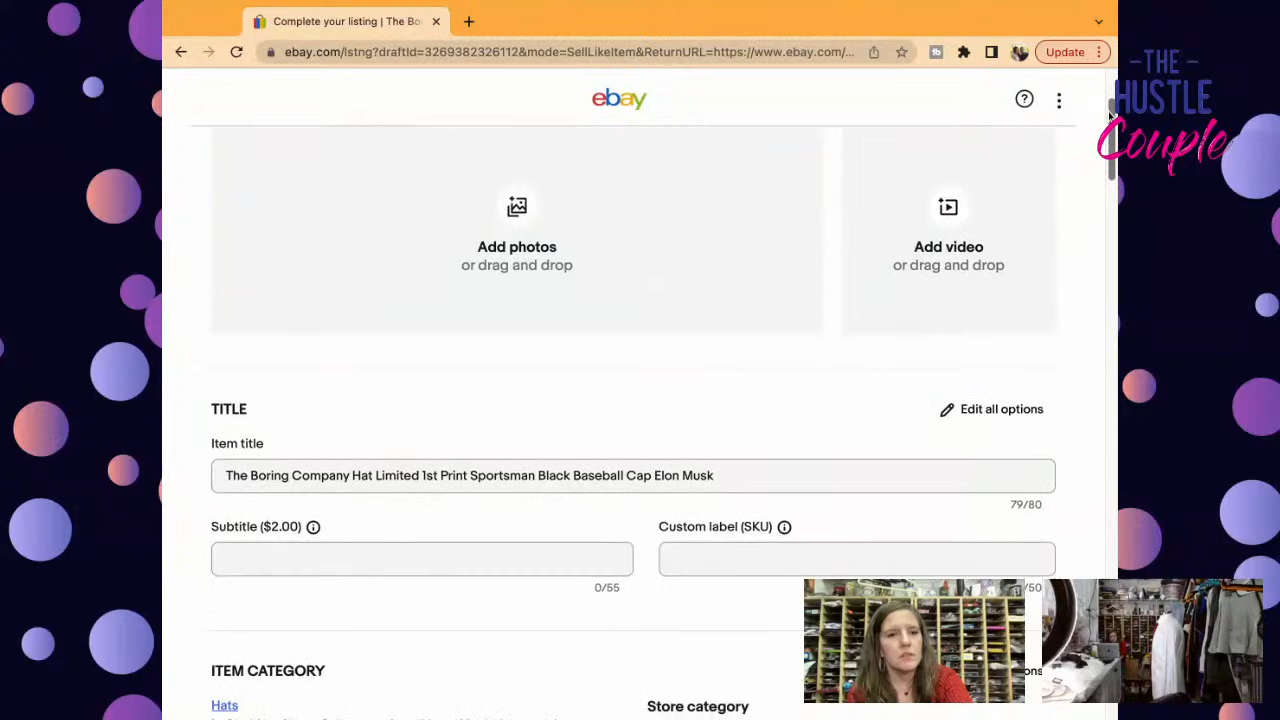 Complete your listing | The Bo
ebay.com/lstng?draftId=3269382326112&mode=SellLikeItem&ReturnURL=https://www.ebay.com/...
Update
-THE-
HUSTLE
Couple
ebay
Add photos
or drag and drop
Add video
or drag and drop
TITLE
Edit all options
Item title
The Boring Company Hat Limited 1st Print Sportsman Black Baseball Cap Elon Musk
79/80
Subtitle ($2.00)
Custom label (SKU)
0/55
/50
ITEM CATEGORY
Hats
Store category